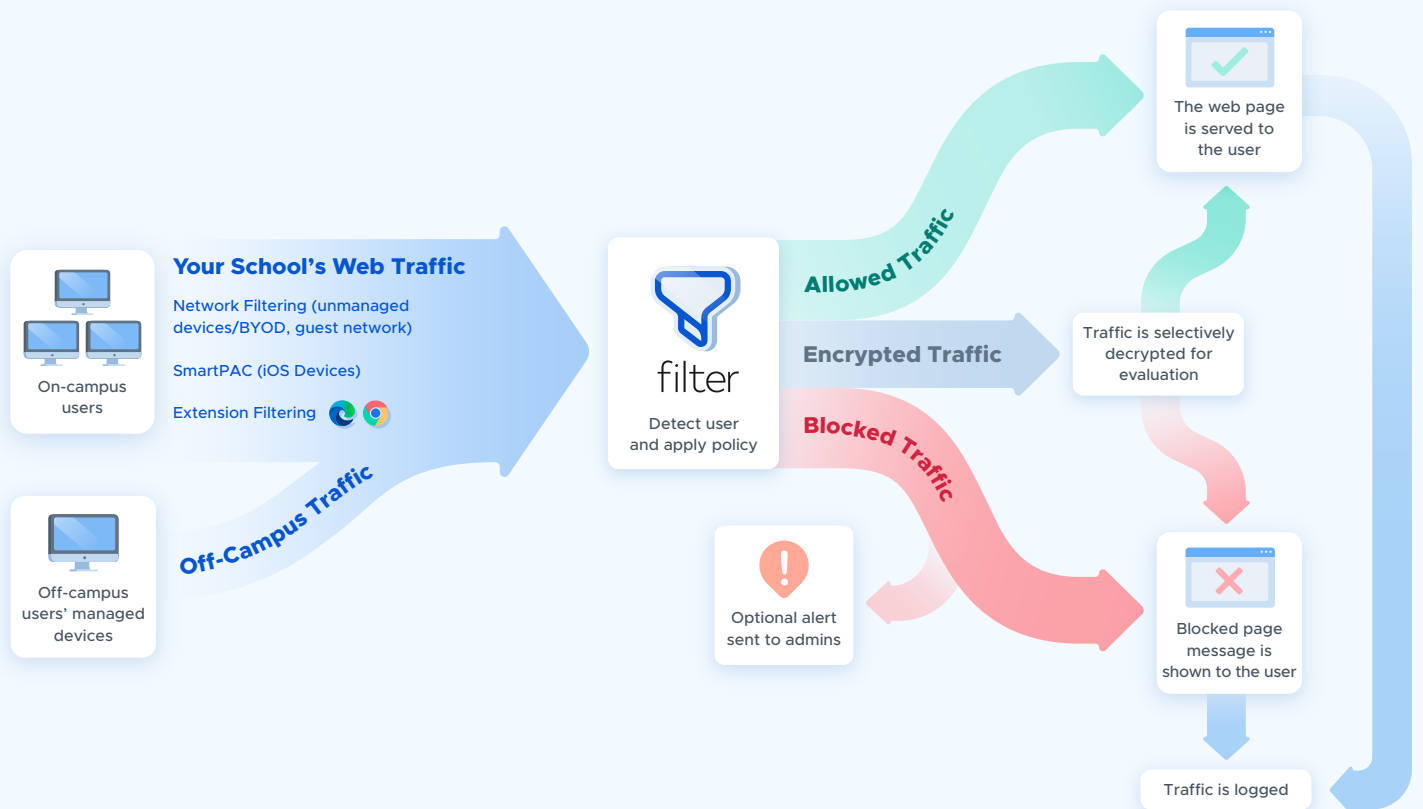 On-campus
users
Your School's Web Traffic
Network Filtering (unmanaged
devices/BYOD, guest network)
SmartPAC (iOS Devices)
Extension Filtering
Off-Campus Traffic
Off-campus
users' managed
devices
filter
Detect user
and apply policy
Allowed Traffic
Encrypted Traffic
Blocked Traffic
Optional alert
sent to admins
The web page
is served to
the user
Traffic is selectively
decrypted for
evaluation
Blocked page
message is
shown to the user
Traffic is logged